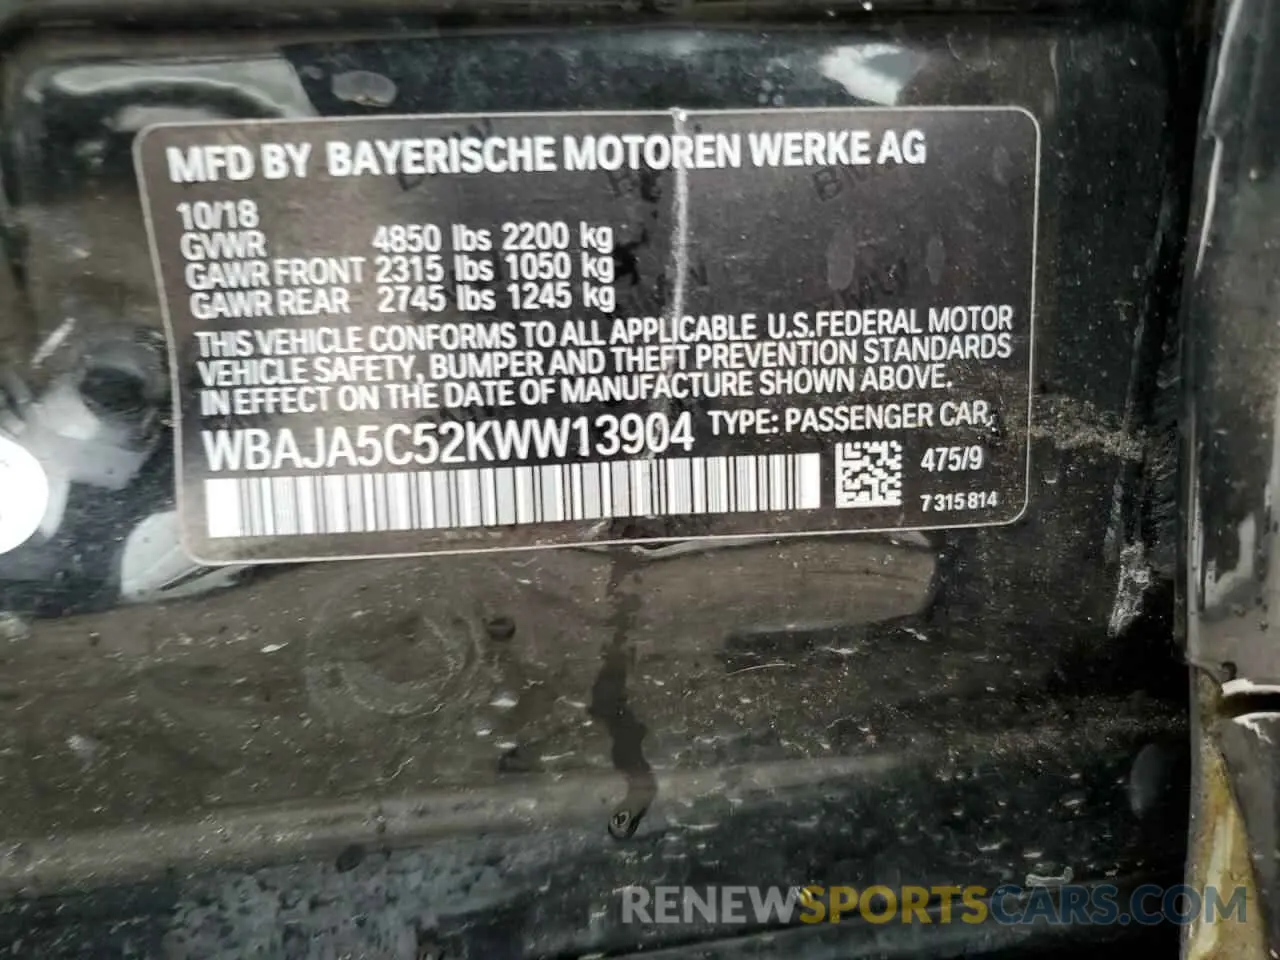 MFD BY BAYERISCHE MOTOREN WERKE AG
10/18
GVWR 4850 lbs 2200 kg
GAWR FRONT 2315 lbs 1050 kg
GAWR REAR 2745 lbs 1245 kg
THIS VEHICLE CONFORMS TO ALL APPLICABLE U.S.FEDERAL MOTOR
VEHICLE SAFETY, BUMPER AND THEFT PREVENTION STANDARDS
IN EFFECT ON THE DATE OF MANUFACTURE SHOWN ABOVE.
WBAJA5C52KWW13904 TYPE: PASSENGER CAR,
475/9
7 315 814
RENEWSPORTSCARS.COM